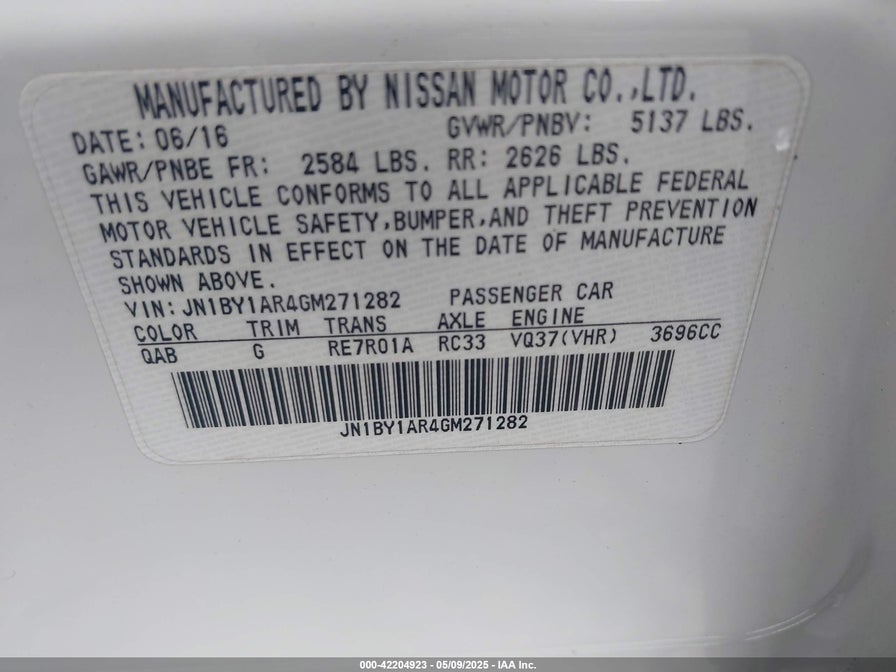 MANUFACTURED BY NISSAN MOTOR CO.,LTD.
DATE: 06/16 GVWR/PNBV: 5137 LBS.
GAWR/PNBE FR: 2584 LBS. RR: 2626 LBS.
THIS VEHICLE CONFORMS TO ALL APPLICABLE FEDERAL
MOTOR VEHICLE SAFETY,BUMPER,AND THEFT PREVENTION
STANDARDS IN EFFECT ON THE DATE OF MANUFACTURE
SHOWN ABOVE.
VIN: JN1BY1AR4GM271282 PASSENGER CAR
COLOR TRIM TRANS AXLE ENGINE
QAB G RE7R01A RC33 VQ37(VHR) 3696CC
JN1BY1AR4GM271282
000-42204923 - 05/09/2025 - IAA Inc.